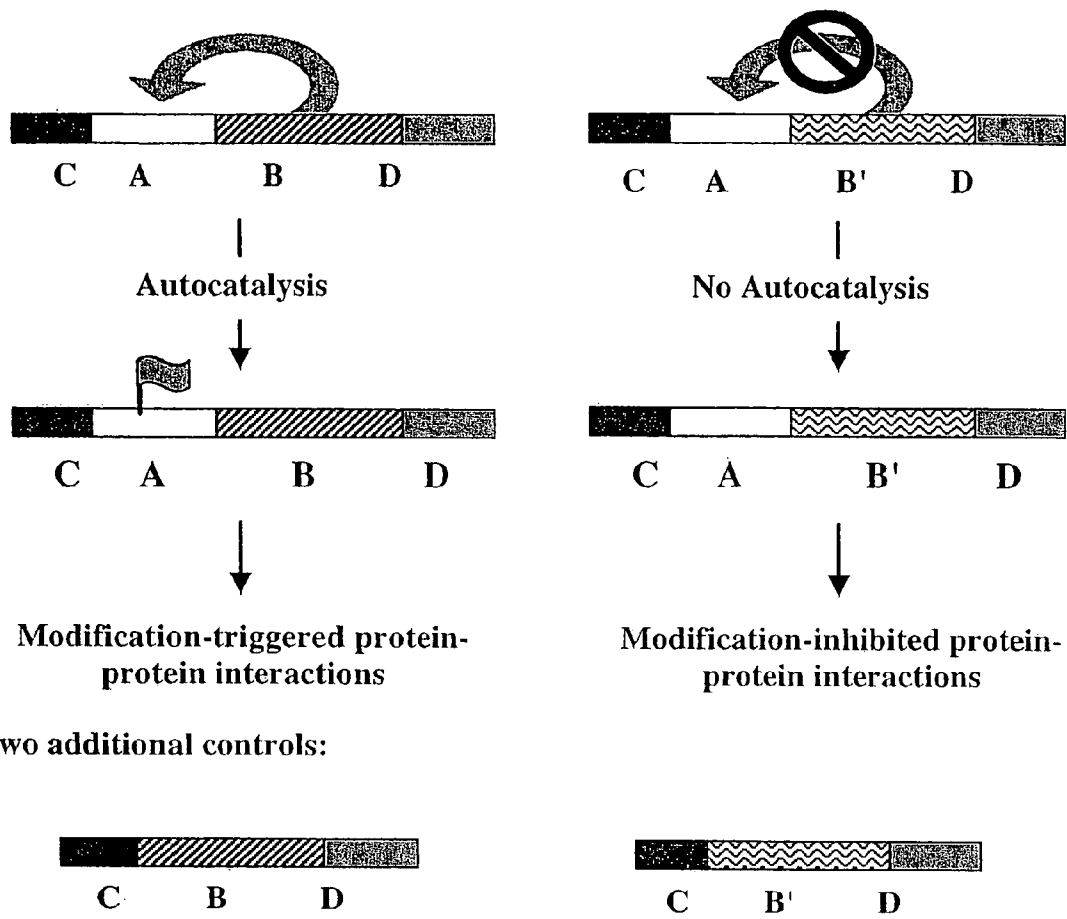 C A B D
C A B' D
Autocatalysis
No Autocatalysis
C A B D
C A B' D
Modification-triggered protein-
protein interactions
Modification-inhibited protein-
protein interactions
wo additional controls:
C B D
C B' D